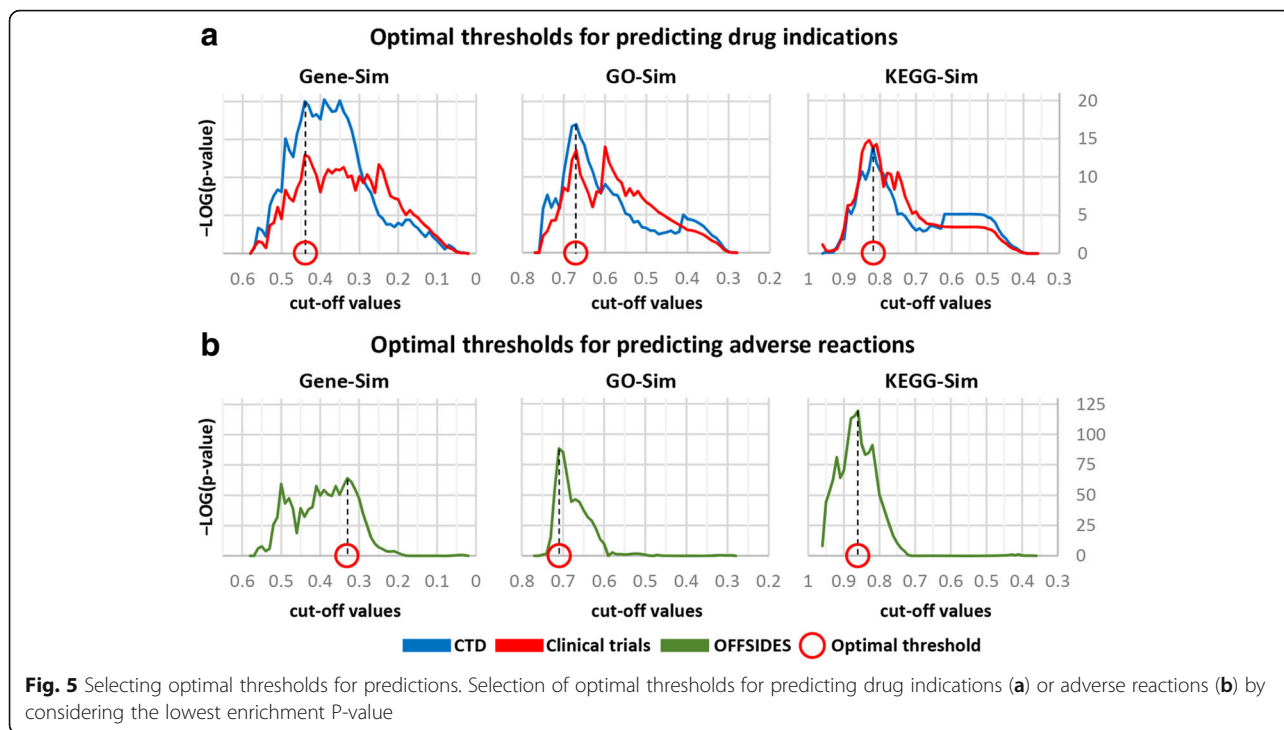 a Optimal thresholds for predicting drug indications
Gene-Sim GO-Sim KEGG-Sim
−LOG(p-value)
20
15
10
5
0
0.6 0.5 0.4 0.3 0.2 0.1 0
0.8 0.7 0.6 0.5 0.4 0.3 0.2
1 0.9 0.8 0.7 0.6 0.5 0.4 0.3
cut-off values cut-off values cut-off values
b Optimal thresholds for predicting adverse reactions
Gene-Sim GO-Sim KEGG-Sim
−LOG(p-value)
125
100
75
50
25
0
0.6 0.5 0.4 0.3 0.2 0.1 0
0.8 0.7 0.6 0.5 0.4 0.3 0.2
1 0.9 0.8 0.7 0.6 0.5 0.4 0.3
cut-off values cut-off values cut-off values
CTD Clinical trials OFFSIDES Optimal threshold
Fig. 5 Selecting optimal thresholds for predictions. Selection of optimal thresholds for predicting drug indications (a) or adverse reactions (b) by
considering the lowest enrichment P-value